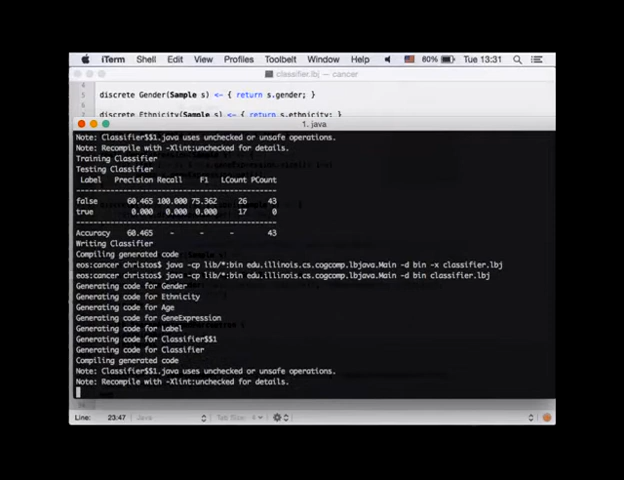 iTerm Shell Edit View Profiles Toolbelt Window Help 60% Tue 13:31
classifier.lbj — cancer
4
5 discrete Gender(Sample s) <- { return s.gender; }
6
discrete Ethnicity(Sample s) <- { return s.ethnicity; }
1. java
Note: Classifier$$1.java uses unchecked or unsafe operations.
Note: Recompile with -Xlint:unchecked for details.
Training Classifier
Testing Classifier
Label Precision Recall F1 LCount PCount
----------------------------------------------
false 60.465 100.000 75.362 26 43
true 0.000 0.000 0.000 17 0
----------------------------------------------
Accuracy 60.465 - - - 43
Writing Classifier
Compiling generated code
eos:cancer christos$ java -cp lib/*:bin edu.illinois.cs.cogcomp.lbjava.Main -d bin -x classifier.lbj
eos:cancer christos$ java -cp lib/*:bin edu.illinois.cs.cogcomp.lbjava.Main -d bin classifier.lbj
Generating code for Gender
Generating code for Ethnicity
Generating code for Age
Generating code for GeneExpression
Generating code for Label
Generating code for Classifier$$1
Generating code for Classifier
Compiling generated code
Note: Classifier$$1.java uses unchecked or unsafe operations.
Note: Recompile with -Xlint:unchecked for details.
Line: 23:47 Java Tab Size: 4